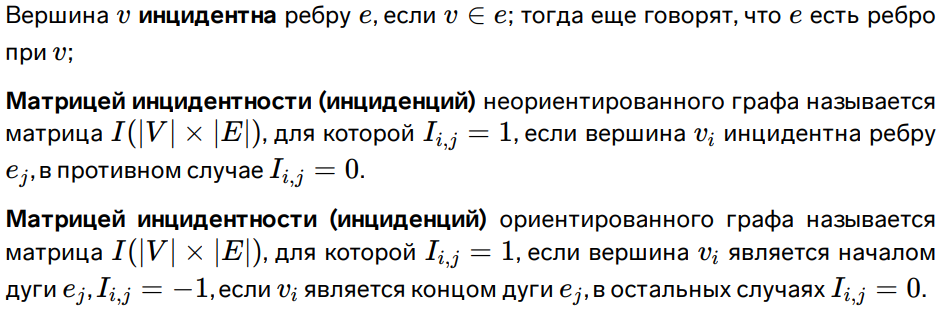 Вершина v инцидентна ребру e, если v ∈ e; тогда еще говорят, что e есть ребро
при v;
Матрицей инцидентности (инциденций) неориентированного графа называется
матрица I(|V| × |E|), для которой I_{i,j} = 1, если вершина v_i инцидентна ребру
e_j, в противном случае I_{i,j} = 0.
Матрицей инцидентности (инциденций) ориентированного графа называется
матрица I(|V| × |E|), для которой I_{i,j} = 1, если вершина v_i является началом
дуги e_j, I_{i,j} = −1, если v_i является концом дуги e_j, в остальных случаях I_{i,j} = 0.